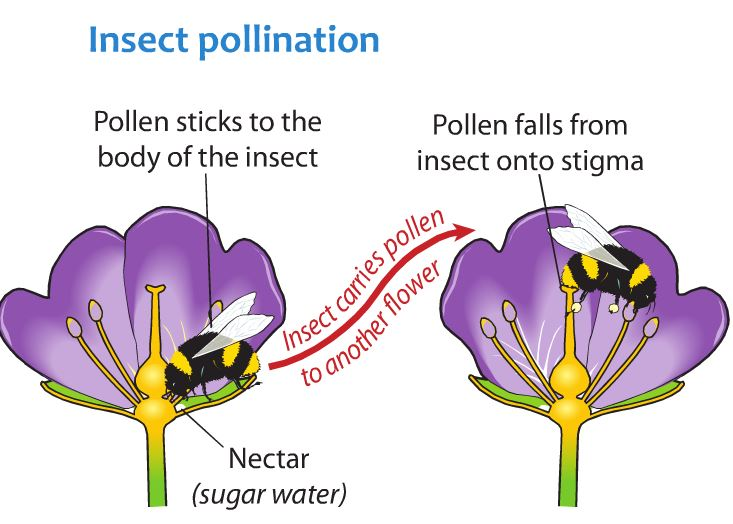 Insect pollination
Pollen sticks to the
body of the insect
Pollen falls from
insect onto stigma
Insect carries pollen
to another flower
Nectar
(sugar water)